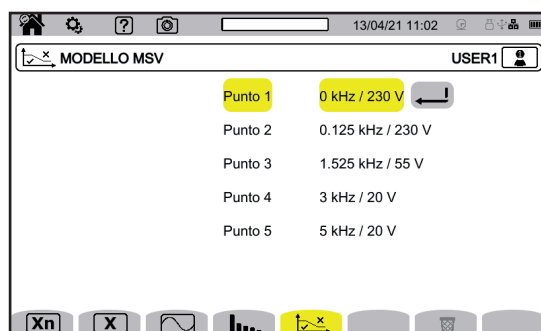 ?
13/04/21 11:02
MODELLO MSV
USER1
Punto 1 0 kHz / 230 V
Punto 2 0.125 kHz / 230 V
Punto 3 1.525 kHz / 55 V
Punto 4 3 kHz / 20 V
Punto 5 5 kHz / 20 V
Xn X